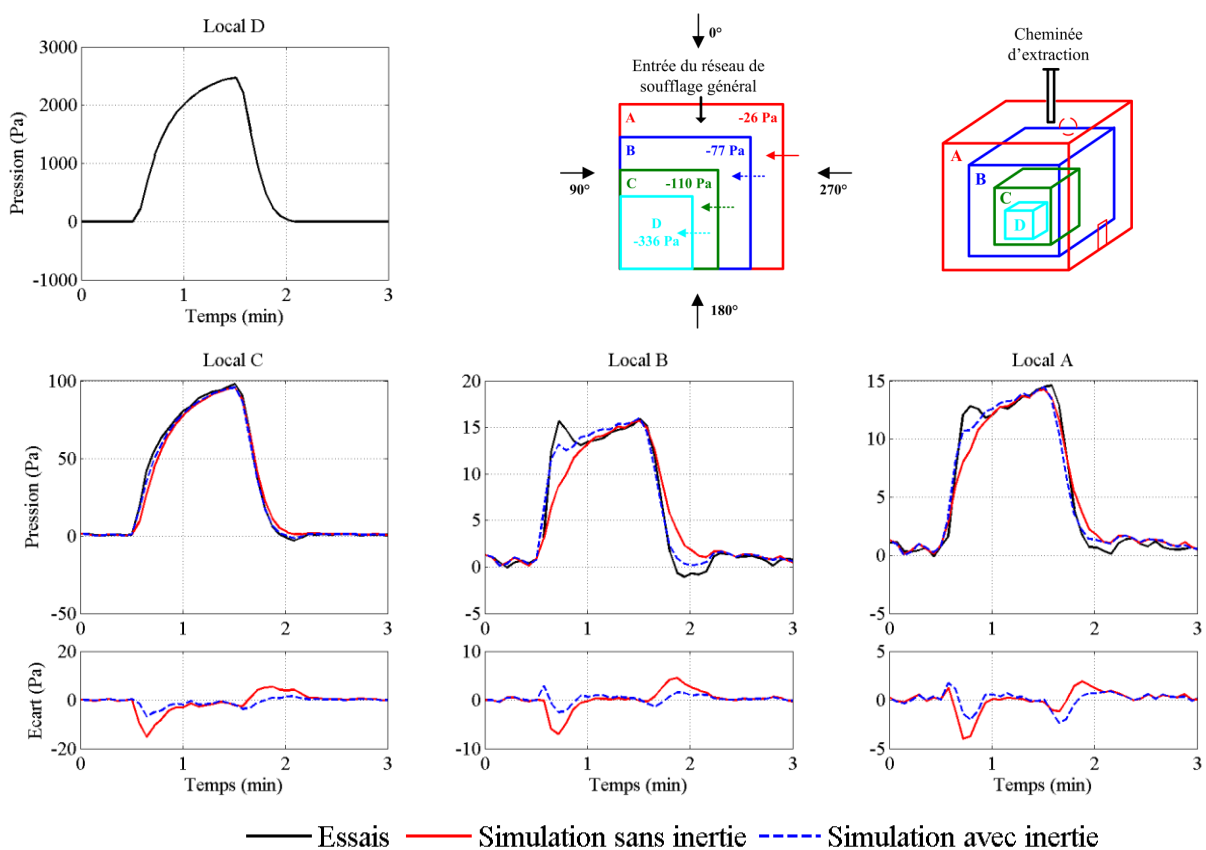 Local D
3000
2000
1000
0
-1000
Pression (Pa)
0 1 2 3
Temps (min)
0°
Entrée du réseau de
soufflage général
A
-26 Pa
B
-77 Pa
C
-110 Pa
D
-336 Pa
90°
270°
180°
Cheminée
d'extraction
A
B
C
D
Local C
100
50
0
-50
Pression (Pa)
0 1 2 3
20
0
-20
Ecart (Pa)
0 1 2 3
Temps (min)
Local B
20
15
10
5
0
-5
0 1 2 3
10
0
-10
0 1 2 3
Temps (min)
Local A
15
10
5
0
-5
0 1 2 3
5
0
-5
0 1 2 3
Temps (min)
Essais
Simulation sans inertie
Simulation avec inertie